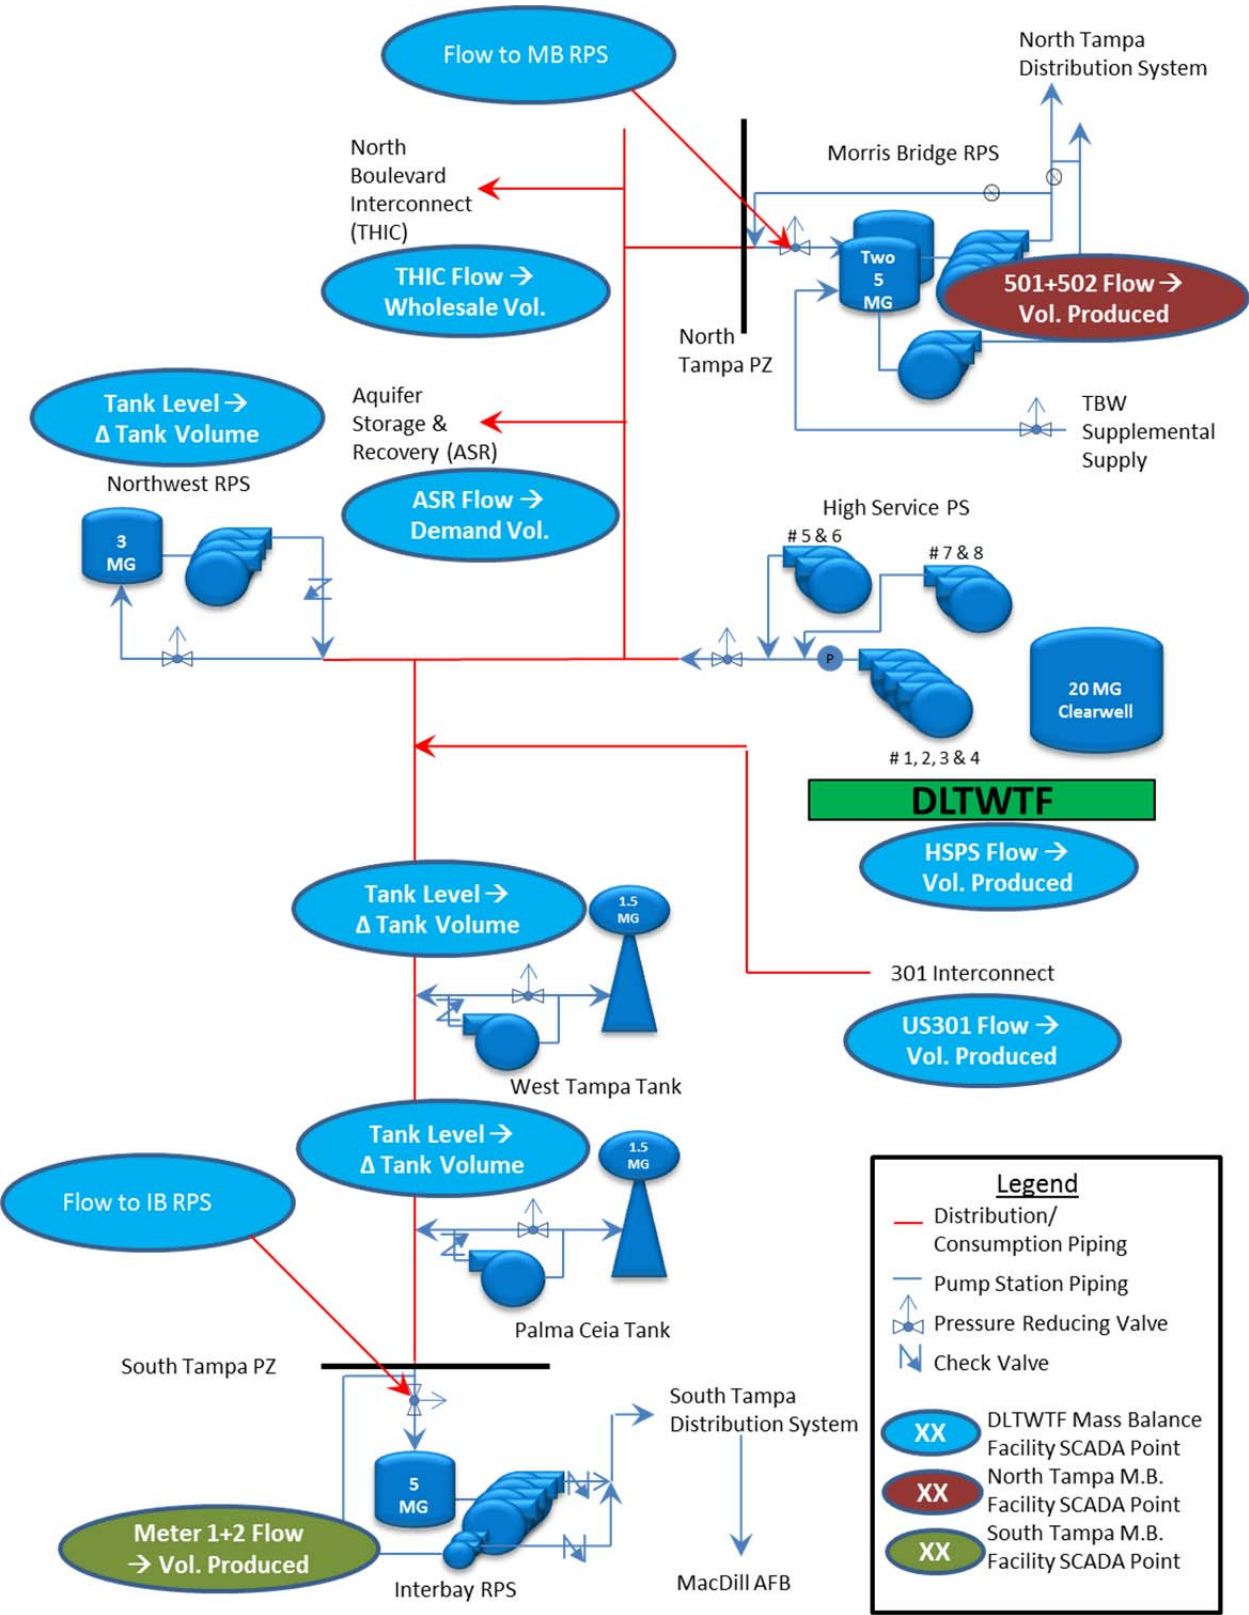 Flow to MB RPS
North Tampa
Distribution System
North
Boulevard
Interconnect
(THIC)
Morris Bridge RPS
THIC Flow →
Wholesale Vol.
Two
5
MG
501+502 Flow →
Vol. Produced
North
Tampa PZ
Tank Level →
Δ Tank Volume
Northwest RPS
Aquifer
Storage &
Recovery (ASR)
TBW
Supplemental
Supply
ASR Flow →
Demand Vol.
High Service PS
# 5 & 6
# 7 & 8
3
MG
P
20 MG
Clearwell
# 1, 2, 3 & 4
DLTWTF
HSPS Flow →
Vol. Produced
Tank Level →
Δ Tank Volume
1.5
MG
301 Interconnect
US301 Flow →
Vol. Produced
West Tampa Tank
Tank Level →
Δ Tank Volume
1.5
MG
Flow to IB RPS
Palma Ceia Tank
South Tampa PZ
South Tampa
Distribution System
5
MG
Meter 1+2 Flow
→ Vol. Produced
Interbay RPS
MacDill AFB
Legend
Distribution/
Consumption Piping
Pump Station Piping
Pressure Reducing Valve
Check Valve
XX
DLTWTF Mass Balance
Facility SCADA Point
XX
North Tampa M.B.
Facility SCADA Point
XX
South Tampa M.B.
Facility SCADA Point